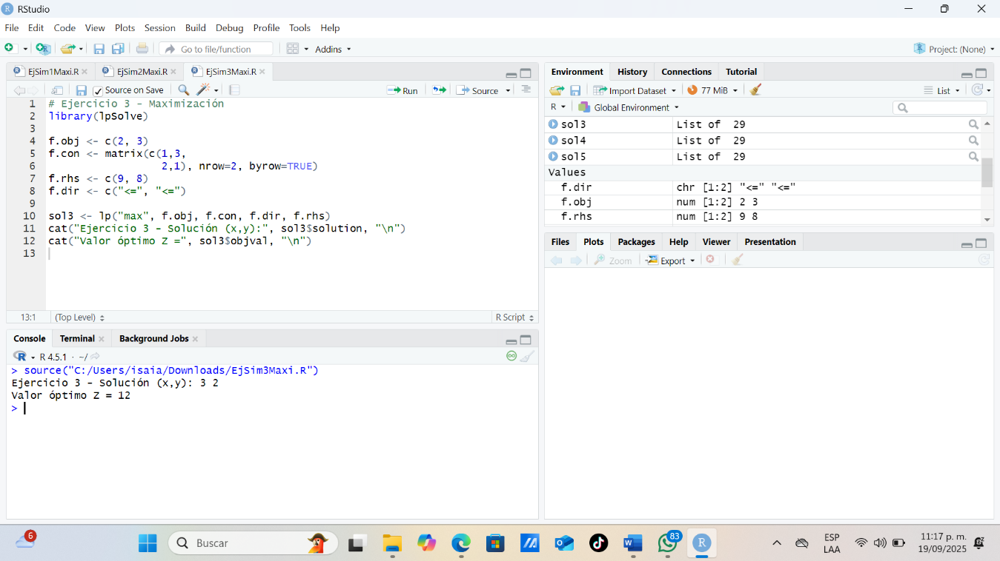 RStudio
File Edit Code View Plots Session Build Debug Profile Tools Help
Go to file/function Addins Project: (None)
EjSim1Maxi.R EjSim2Maxi.R EjSim3Maxi.R
Source on Save Run Source
1 # Ejercicio 3 - Maximización
2 library(lpSolve)
3
4 f.obj <- c(2, 3)
5 f.con <- matrix(c(1,3,
6 2,1), nrow=2, byrow=TRUE)
7 f.rhs <- c(9, 8)
8 f.dir <- c("<=", "<=")
9
10 sol3 <- lp("max", f.obj, f.con, f.dir, f.rhs)
11 cat("Ejercicio 3 - Solución (x,y):", sol3$solution, "\n")
12 cat("Valor óptimo Z =", sol3$objval, "\n")
13
13:1 (Top Level) R Script
Console Terminal Background Jobs
R 4.5.1 · ~/
> source("C:/Users/isaia/Downloads/EjSim3Maxi.R")
Ejercicio 3 - Solución (x,y): 3 2
Valor óptimo Z = 12
>
Environment History Connections Tutorial
Import Dataset 77 MiB List
R Global Environment
sol3 List of 29
sol4 List of 29
sol5 List of 29
Values
f.dir chr [1:2] "<=" "<="
f.obj num [1:2] 2 3
f.rhs num [1:2] 9 8
Files Plots Packages Help Viewer Presentation
Zoom Export
6 Buscar 83 ESP LAA 11:17 p. m. 19/09/2025